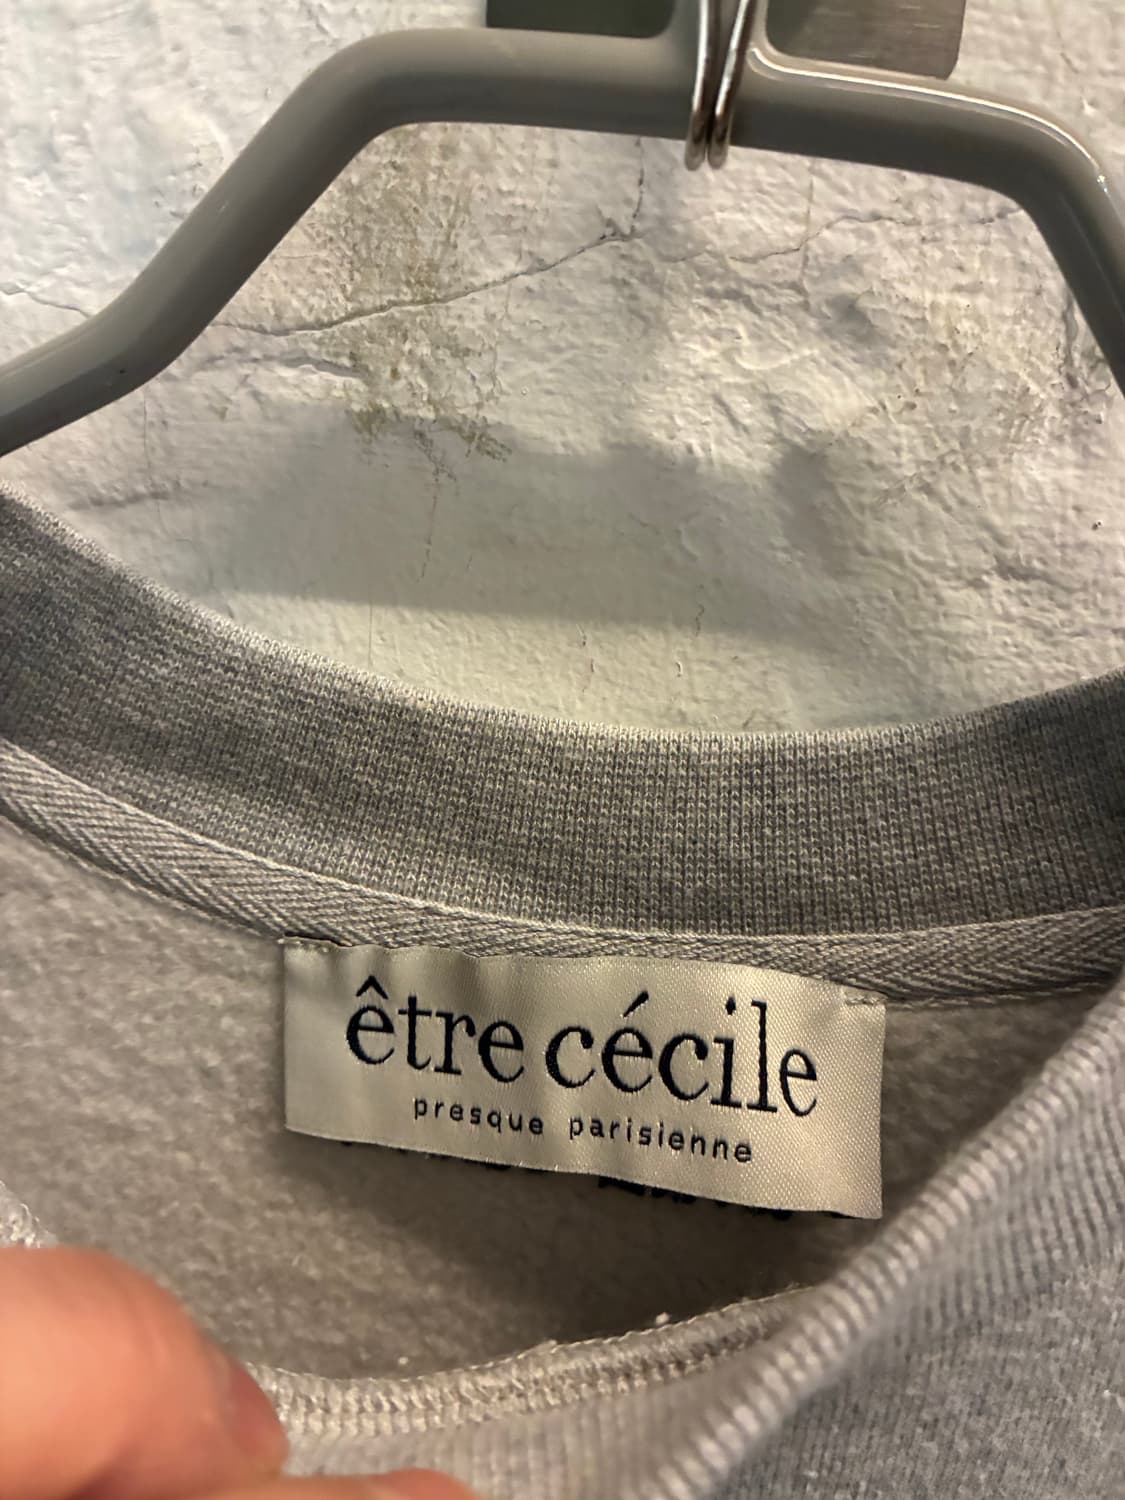 être cécile
presque parisienne